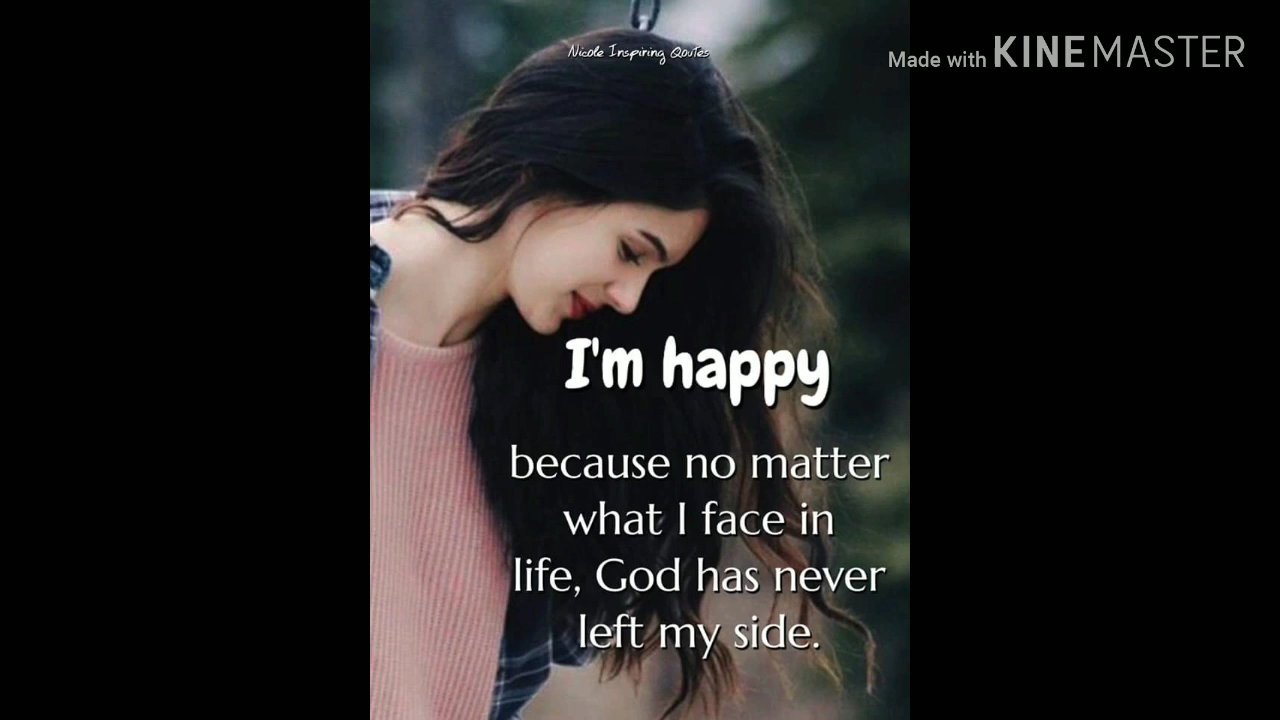 Nicole Inspiring Qoutes
Made with KINEMASTER
I'm happy
because no matter
what I face in
life, God has never
left my side.